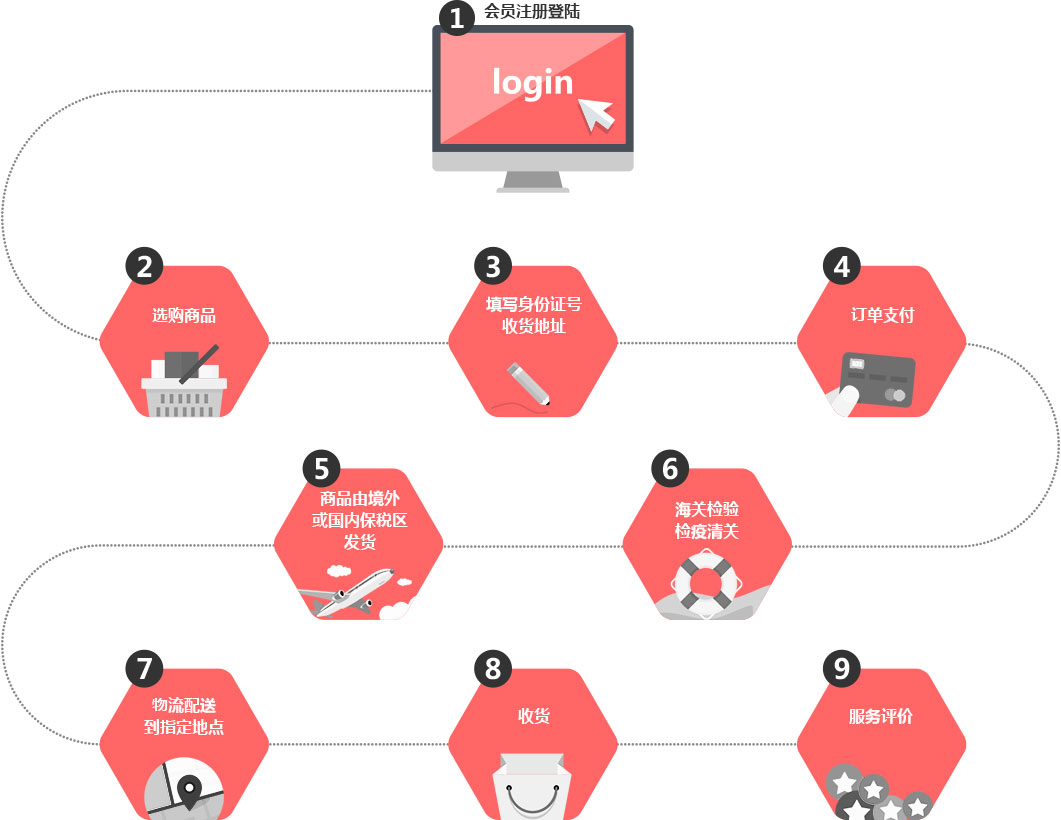 1
会员注册登陆
login
2
选购商品
3
填写身份证号
收货地址
4
订单支付
5
商品由境外
或国内保税区
发货
6
海关检验
检疫清关
7
物流配送
到指定地点
8
收货
9
服务评价